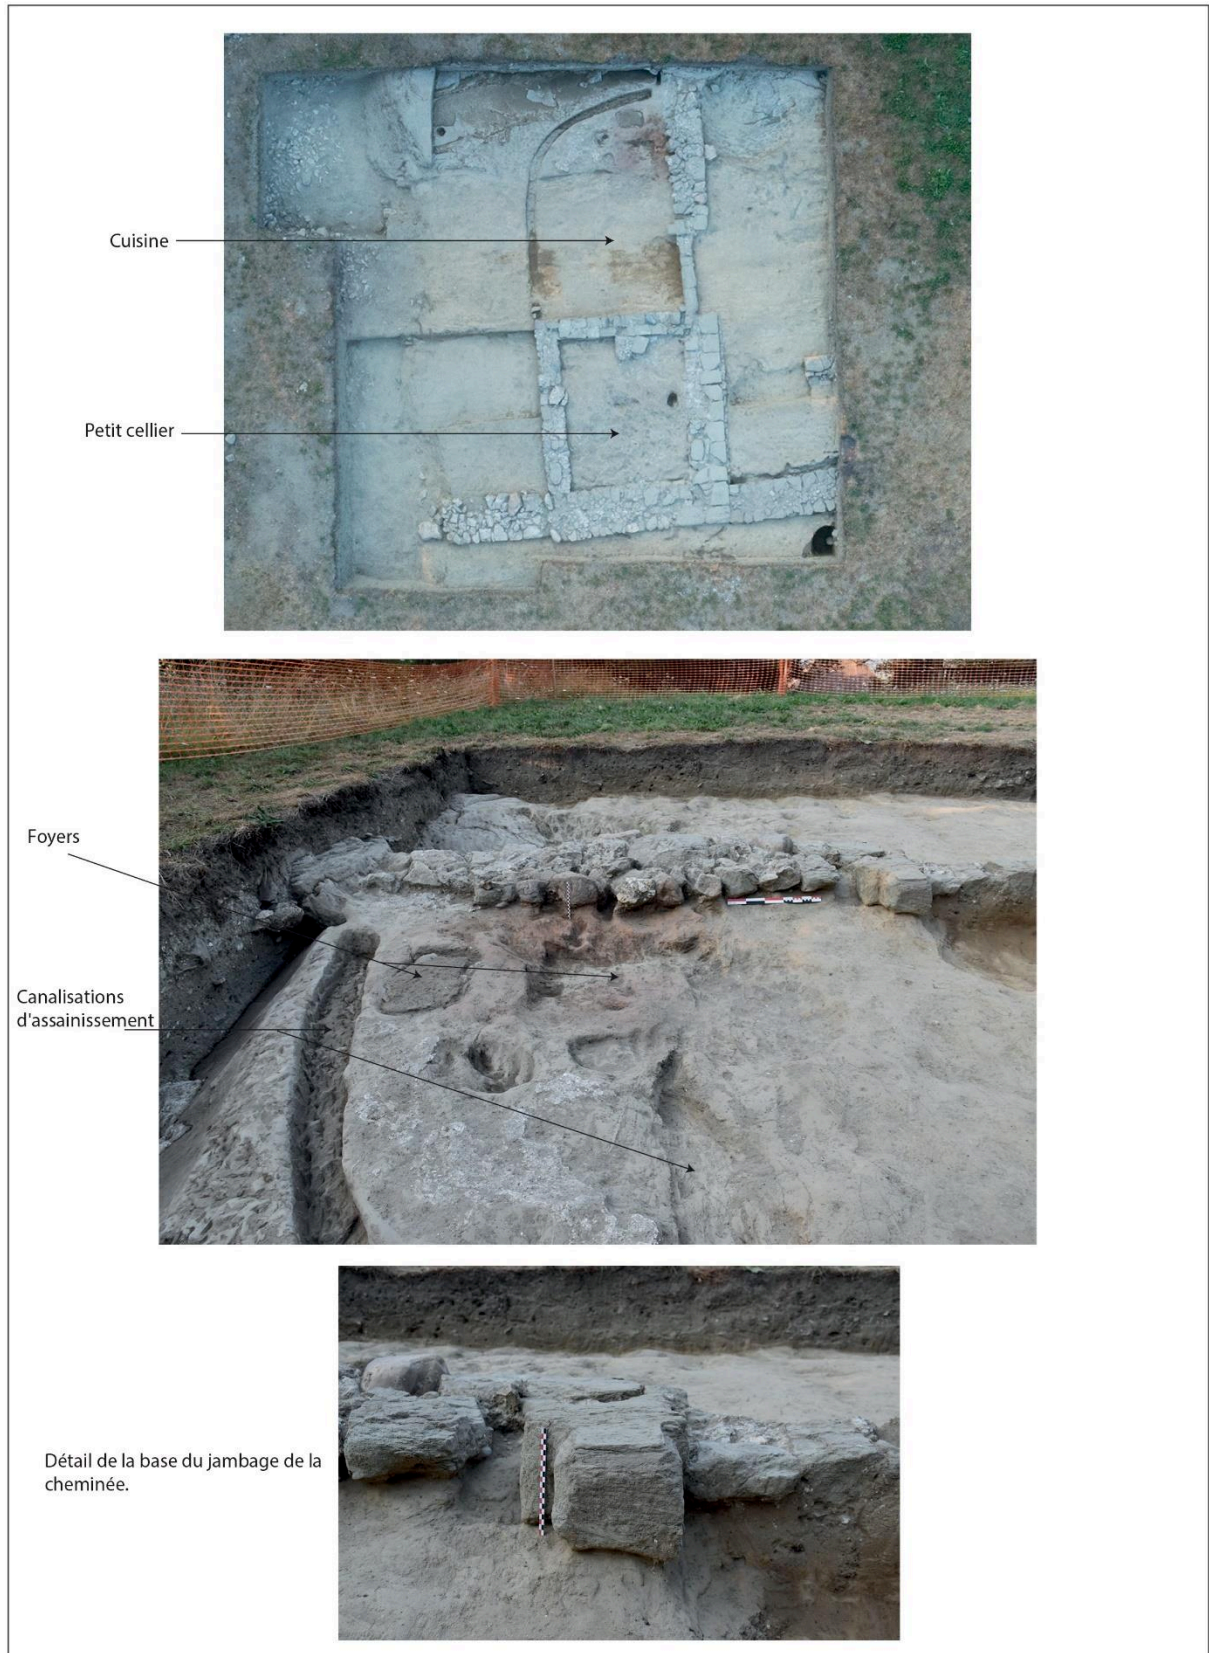 Cuisine
Petit cellier
Foyers
Canalisations
d'assainissement
Détail de la base du jambage de la
cheminée.